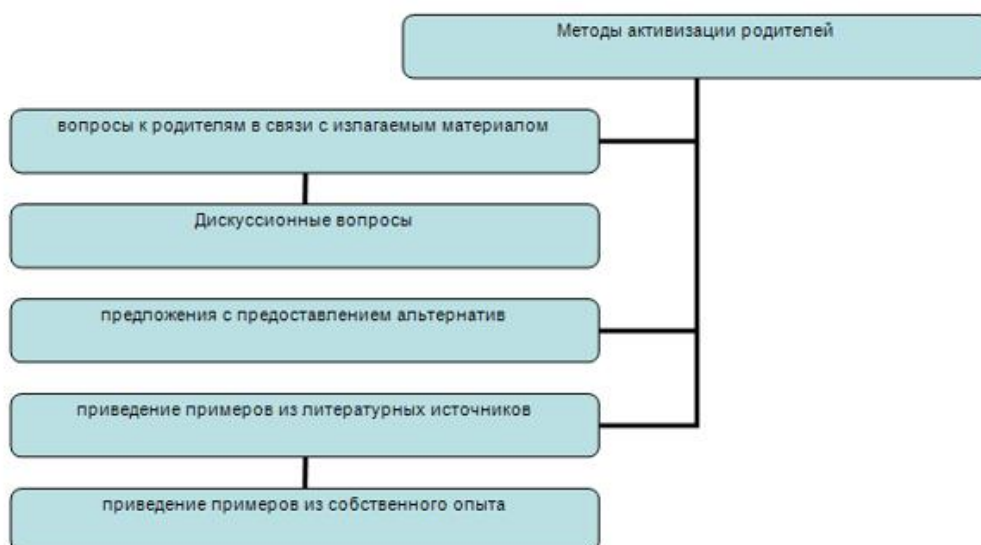 Методы активизации родителей
вопросы к родителям в связи с излагаемым материалом
Дискуссионные вопросы
предложения с предоставлением альтернатив
приведение примеров из литературных источников
приведение примеров из собственного опыта